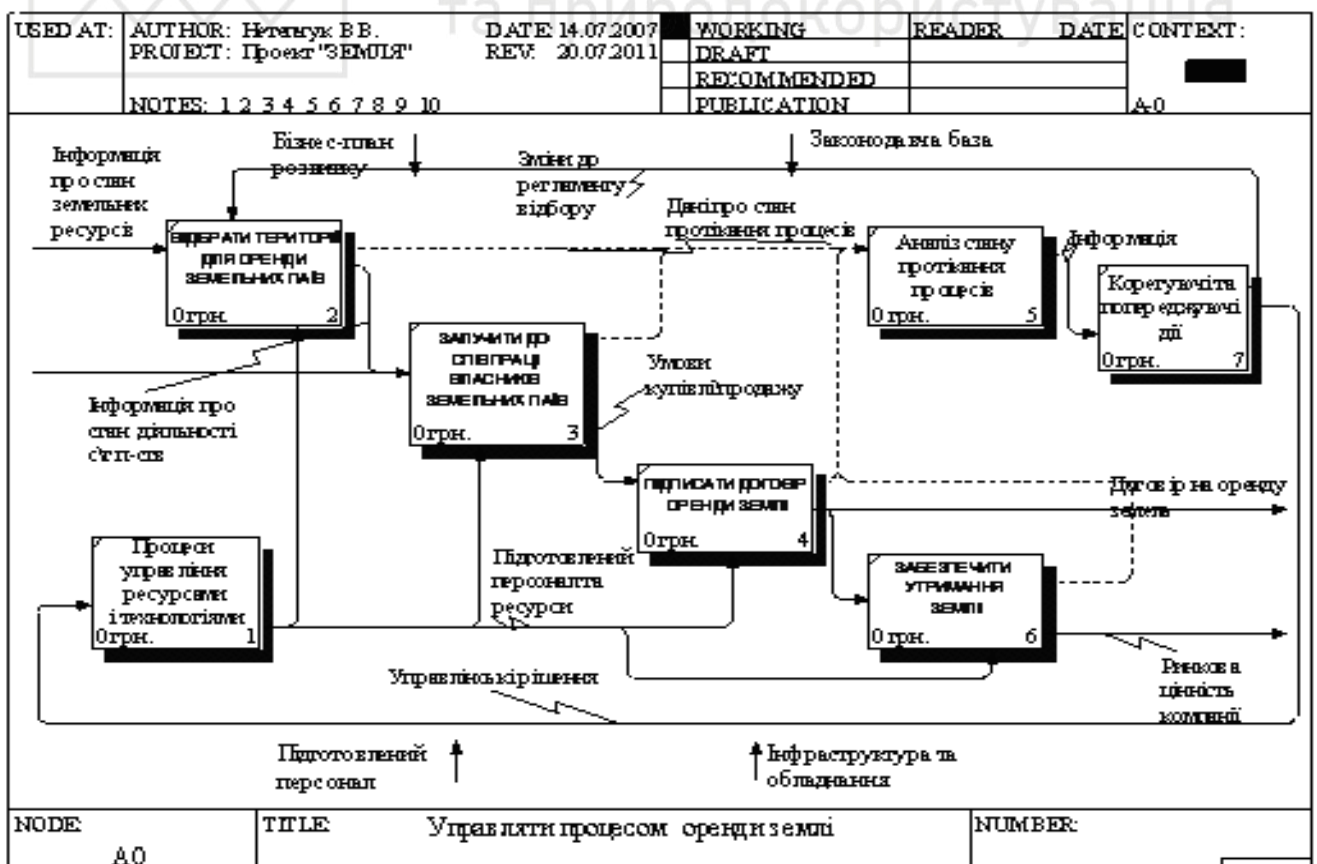 та природокористування
USED AT:
AUTHOR: В.В.
DATE: 14.07.2007
WORKING
READER
DATE
CONTEXT:
PROJECT: Проект "ЗЕМЛЯ"
REV: 20.07.2011
DRAFT
RECOMMENDED
NOTES: 1 2 3 4 5 6 7 8 9 10
PUBLICATION
A-0
Інформація
про стан
земельних
ресурсів
Бізнес-план
розвитку
Зміни до
регламенту
відбору
Законодавча база
Дані про стан
протікання процесів
ВІДІБРАТИ ТЕРИТОРІЇ
ДЛЯ ОРЕНДИ
ЗЕМЕЛЬНИХ ПАЇВ
0 грн. 2
Аналіз стану
протікання
процесів
0 грн. 5
Інформація
Корегуючі та
попереджуючі
дії
0 грн. 7
ЗАЛУЧИТИ ДО
СПІВПРАЦІ
ВЛАСНИКІВ
ЗЕМЕЛЬНИХ ПАЇВ
0 грн. 3
Умови
купівлі/продажу
Інформація про
стан діяльності
с/г п-ств
ПІДПИСАТИ ДОГОВІР
ОРЕНДИ ЗЕМЛІ
0 грн. 4
Договір на оренду
земель
Процеси
управління
ресурсами
і технологіями
0 грн. 1
Підготовлений
персонал та
ресурси
ЗАБЕЗПЕЧИТИ
УТРИМАННЯ
ЗЕМЛІ
0 грн. 6
Управлінські рішення
Ринкова
цінність
компанії
Підготовлений
персонал
Інфраструктура та
обладнання
NODE:
TITLE:
Управляти процесом оренди землі
NUMBER:
A0